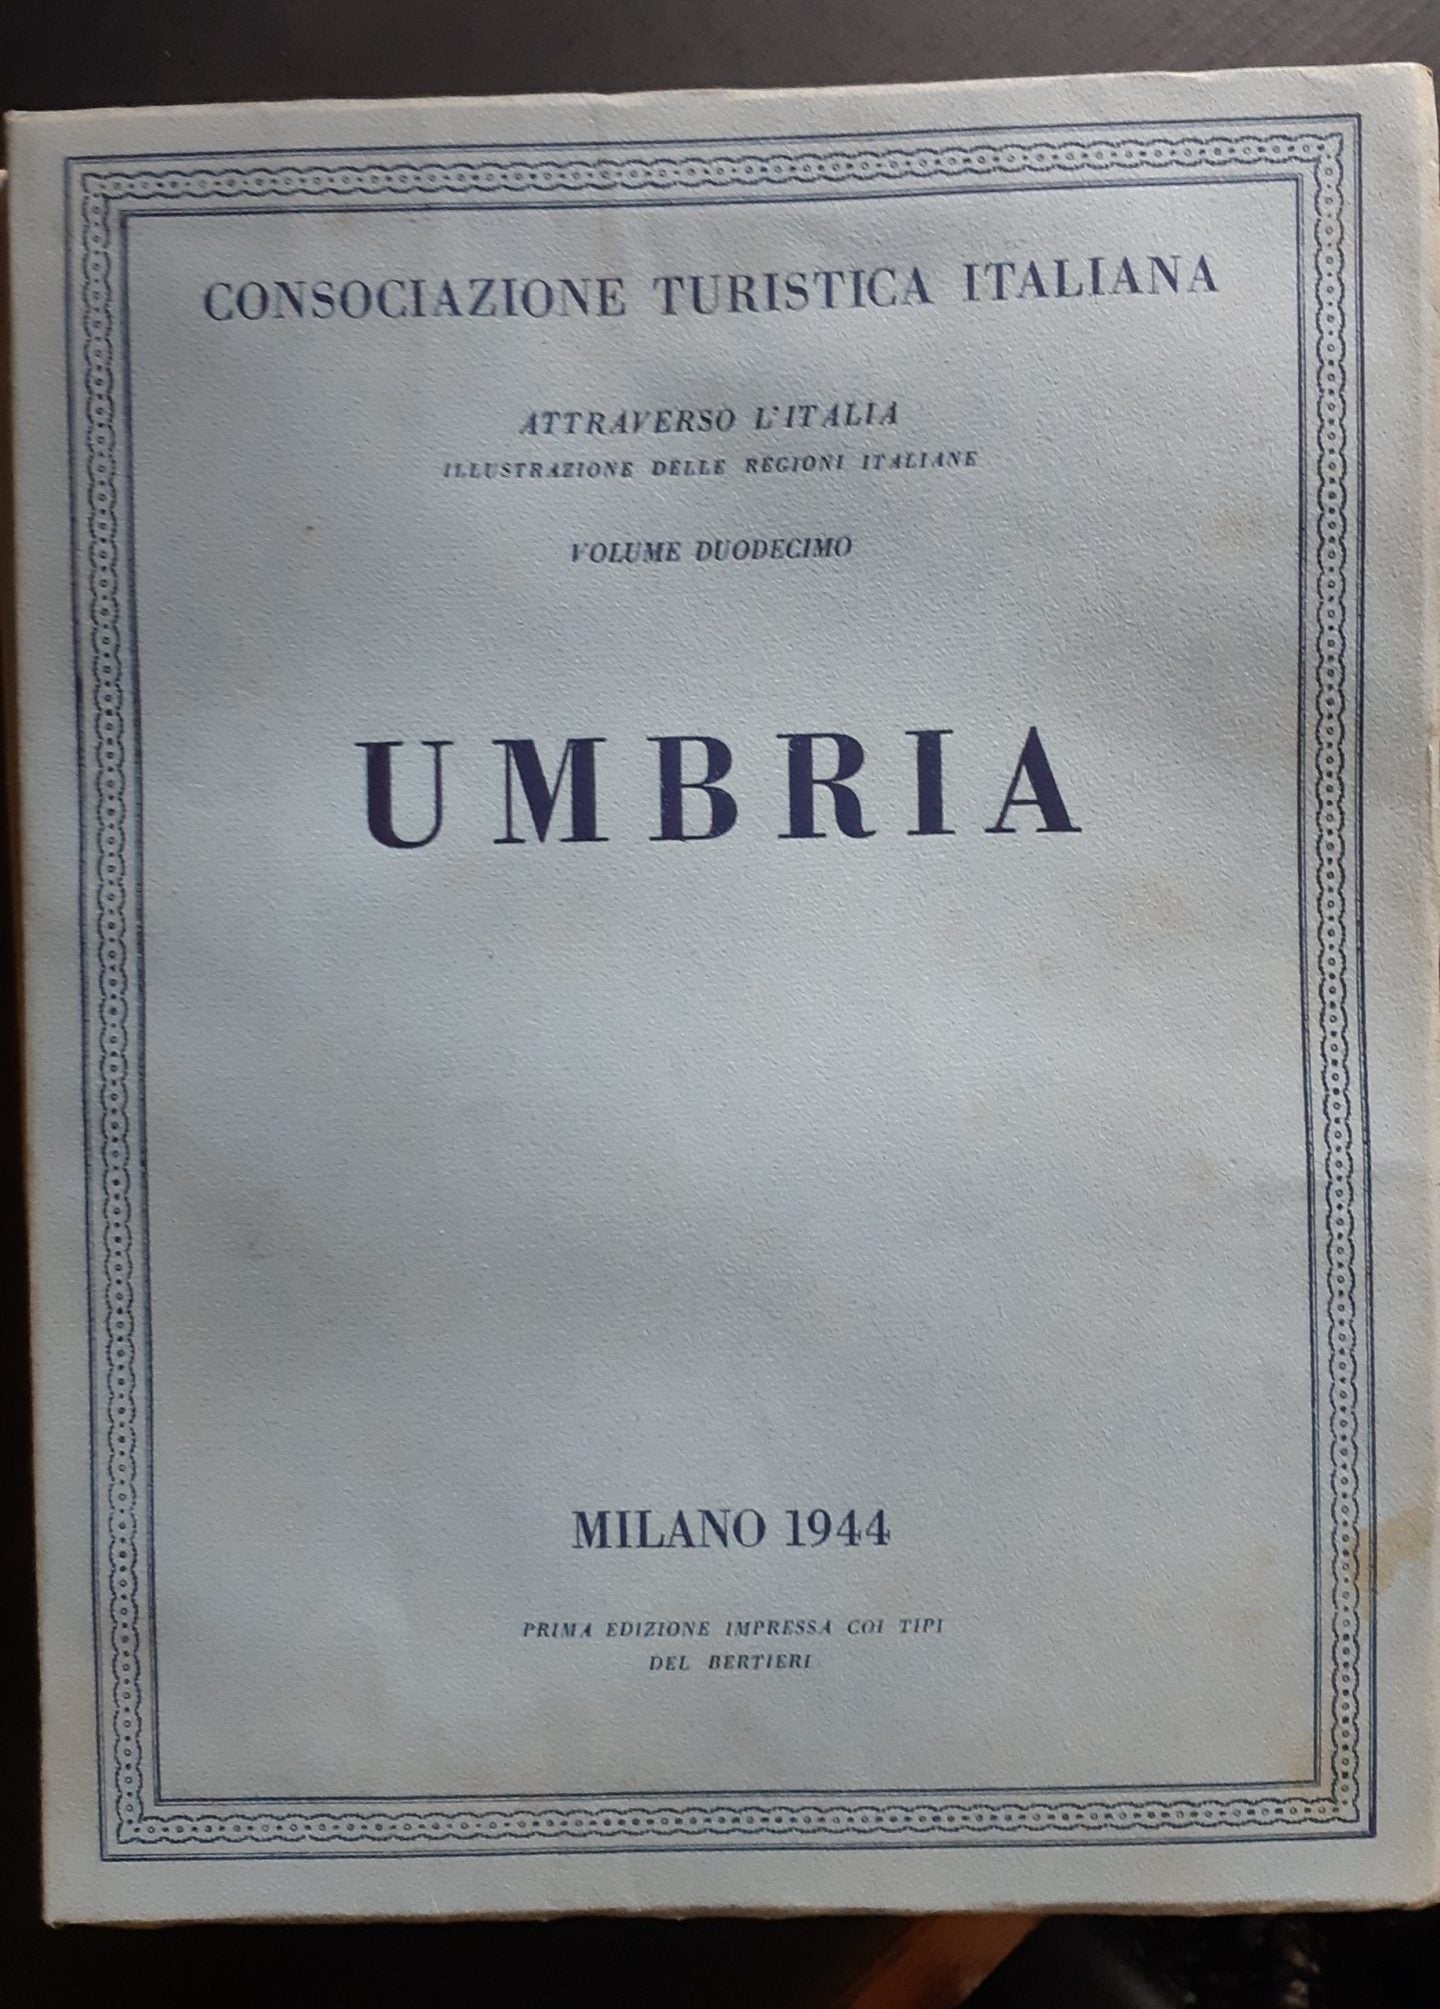 CONSOCIAZIONE TURISTICA ITALIANA
ATTRAVERSO L'ITALIA
ILLUSTRAZIONE DELLE REGIONI ITALIANE
VOLUME DUODECIMO
UMBRIA
MILANO 1944
PRIMA EDIZIONE IMPRESSA COI TIPI
DEL BERTIERI